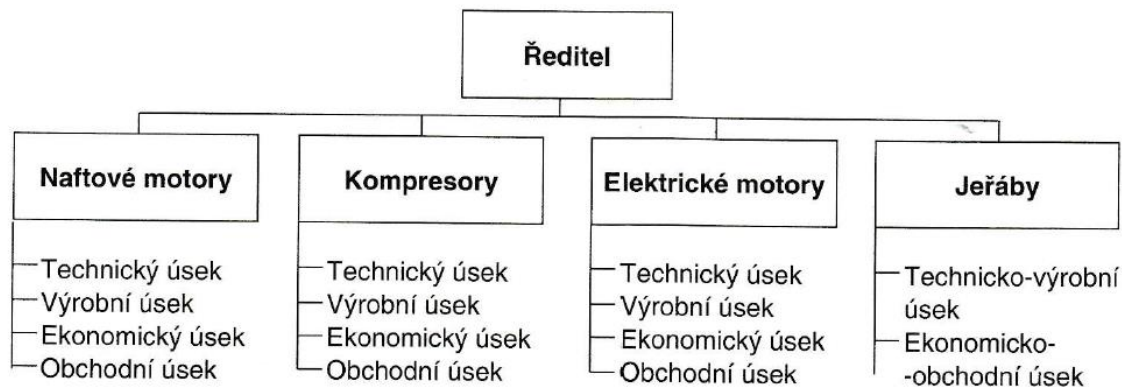 Ředitel
Naftové motory
Kompresory
Elektrické motory
Jeřáby
Technický úsek
Výrobní úsek
Ekonomický úsek
Obchodní úsek
Technický úsek
Výrobní úsek
Ekonomický úsek
Obchodní úsek
Technický úsek
Výrobní úsek
Ekonomický úsek
Obchodní úsek
Technicko-výrobní
úsek
Ekonomicko-
-obchodní úsek